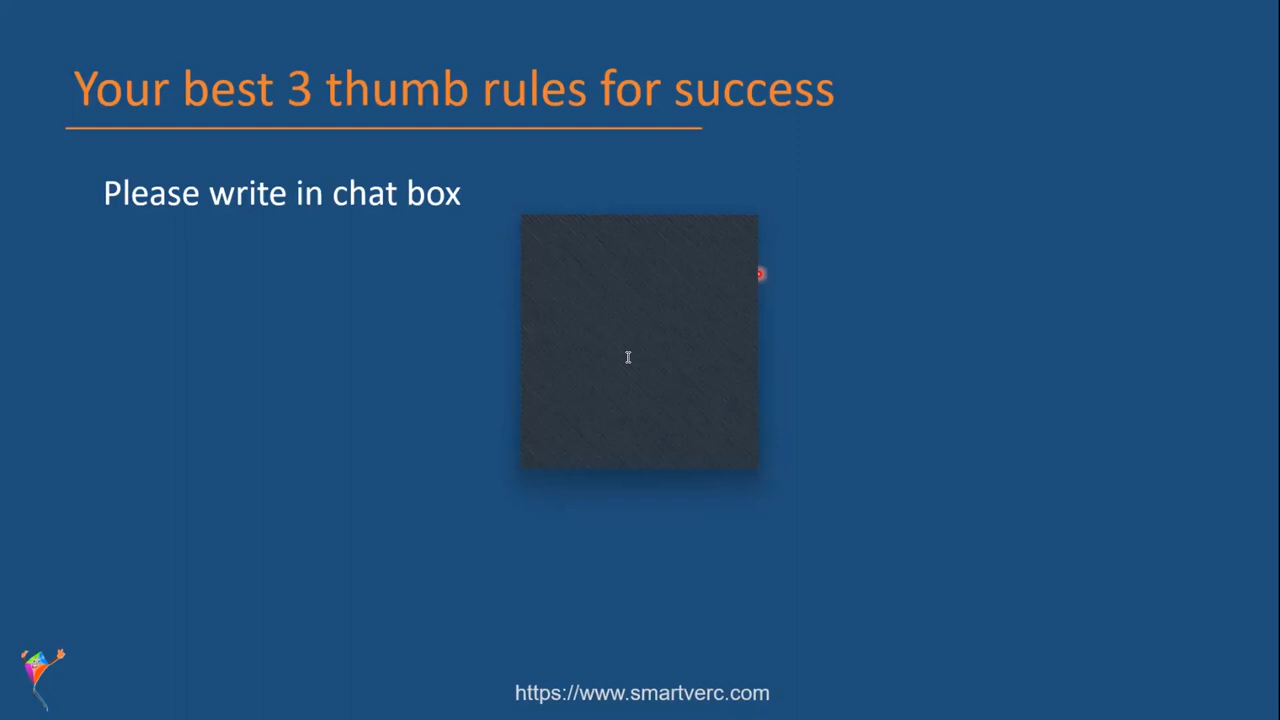 Your best 3 thumb rules for success
Please write in chat box
https://www.smartverc.com